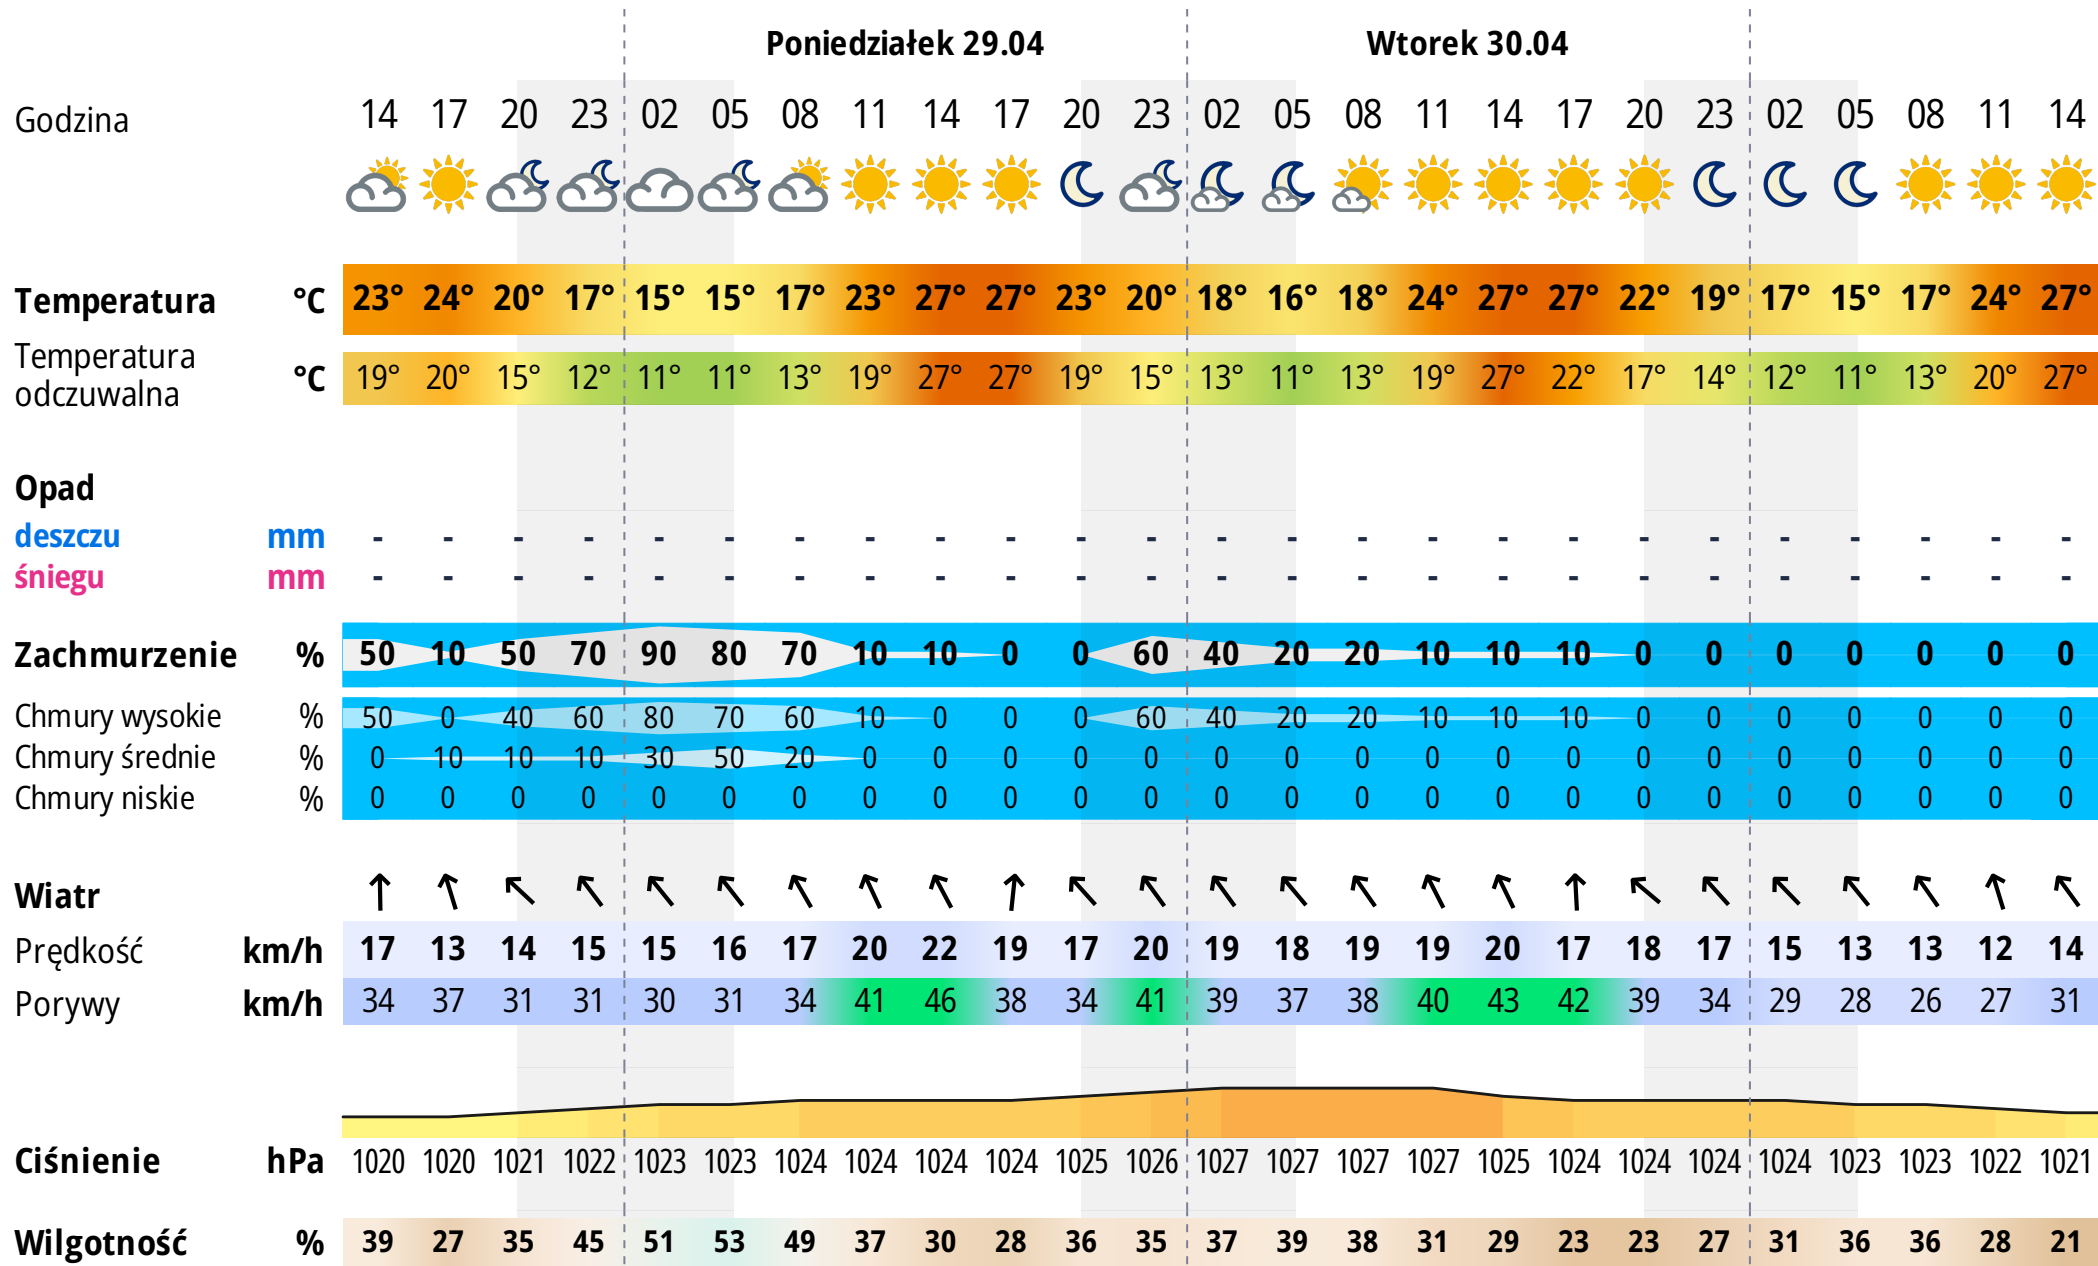 Poniedziałek 29.04 Wtorek 30.04
Godzina 14 17 20 23 02 05 08 11 14 17 20 23 02 05 08 11 14 17 20 23 02 05 08 11 14
Temperatura °C 23° 24° 20° 17° 15° 15° 17° 23° 27° 27° 23° 20° 18° 16° 18° 24° 27° 27° 22° 19° 17° 15° 17° 24° 27°
Temperatura
odczuwalna °C 19° 20° 15° 12° 11° 11° 13° 19° 27° 27° 19° 15° 13° 11° 13° 19° 27° 22° 17° 14° 12° 11° 13° 20° 27°
Opad
deszczu mm - - - - - - - - - - - - - - - - - - - - - - - - -
śniegu mm - - - - - - - - - - - - - - - - - - - - - - - - -
Zachmurzenie % 50 10 50 70 90 80 70 10 10 0 0 60 40 20 20 10 10 10 0 0 0 0 0 0 0
Chmury wysokie % 50 0 40 60 80 70 60 10 0 0 0 60 40 20 20 10 10 10 0 0 0 0 0 0 0
Chmury średnie % 0 10 10 10 30 50 20 0 0 0 0 0 0 0 0 0 0 0 0 0 0 0 0 0 0
Chmury niskie % 0 0 0 0 0 0 0 0 0 0 0 0 0 0 0 0 0 0 0 0 0 0 0 0 0
Wiatr
Prędkość km/h 17 13 14 15 15 16 17 20 22 19 17 20 19 18 19 19 20 17 18 17 15 13 13 12 14
Porywy km/h 34 37 31 31 30 31 34 41 46 38 34 41 39 37 38 40 43 42 39 34 29 28 26 27 31
Ciśnienie hPa 1020 1020 1021 1022 1023 1023 1024 1024 1024 1024 1025 1026 1027 1027 1027 1027 1025 1024 1024 1024 1024 1023 1023 1022 1021
Wilgotność % 39 27 35 45 51 53 49 37 30 28 36 35 37 39 38 31 29 23 23 27 31 36 36 28 21